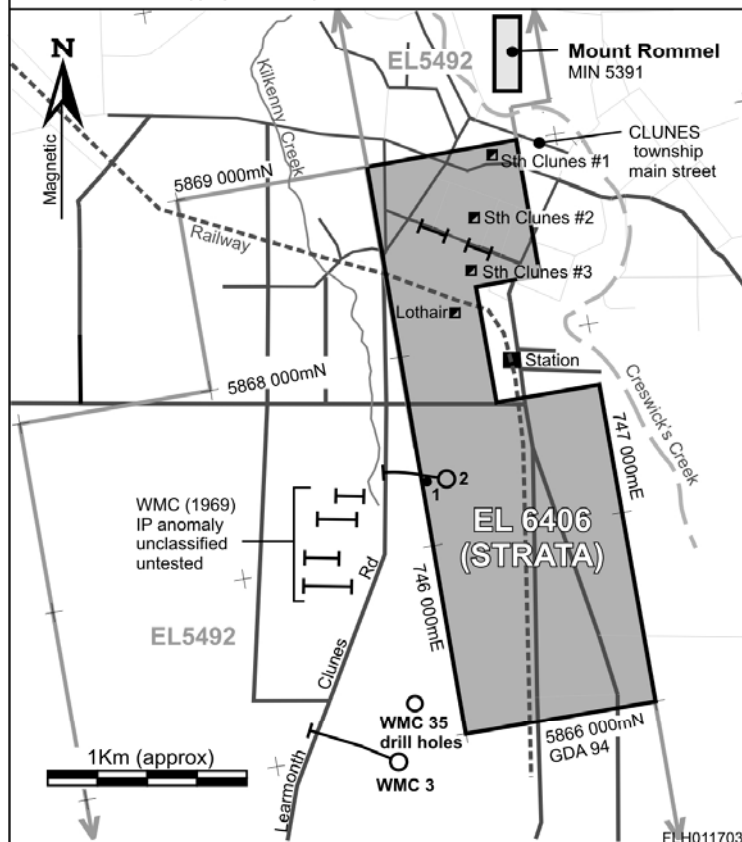 EL5492
Mount Rommel
MIN 5391
N
Magnetic
Kilkenny Creek
CLUNES
township
main street
Sth Clunes #1
5869 000mN
Railway
Sth Clunes #2
Sth Clunes #3
Lothair
Station
5868 000mN
Creswick's Creek
747 000mE
WMC (1969)
IP anomaly
unclassified
untested
1
2
EL 6406
(STRATA)
746 000mE
EL5492
Learmonth Clunes Rd
WMC 35
drill holes
5866 000mN
GDA 94
1Km (approx)
WMC 3